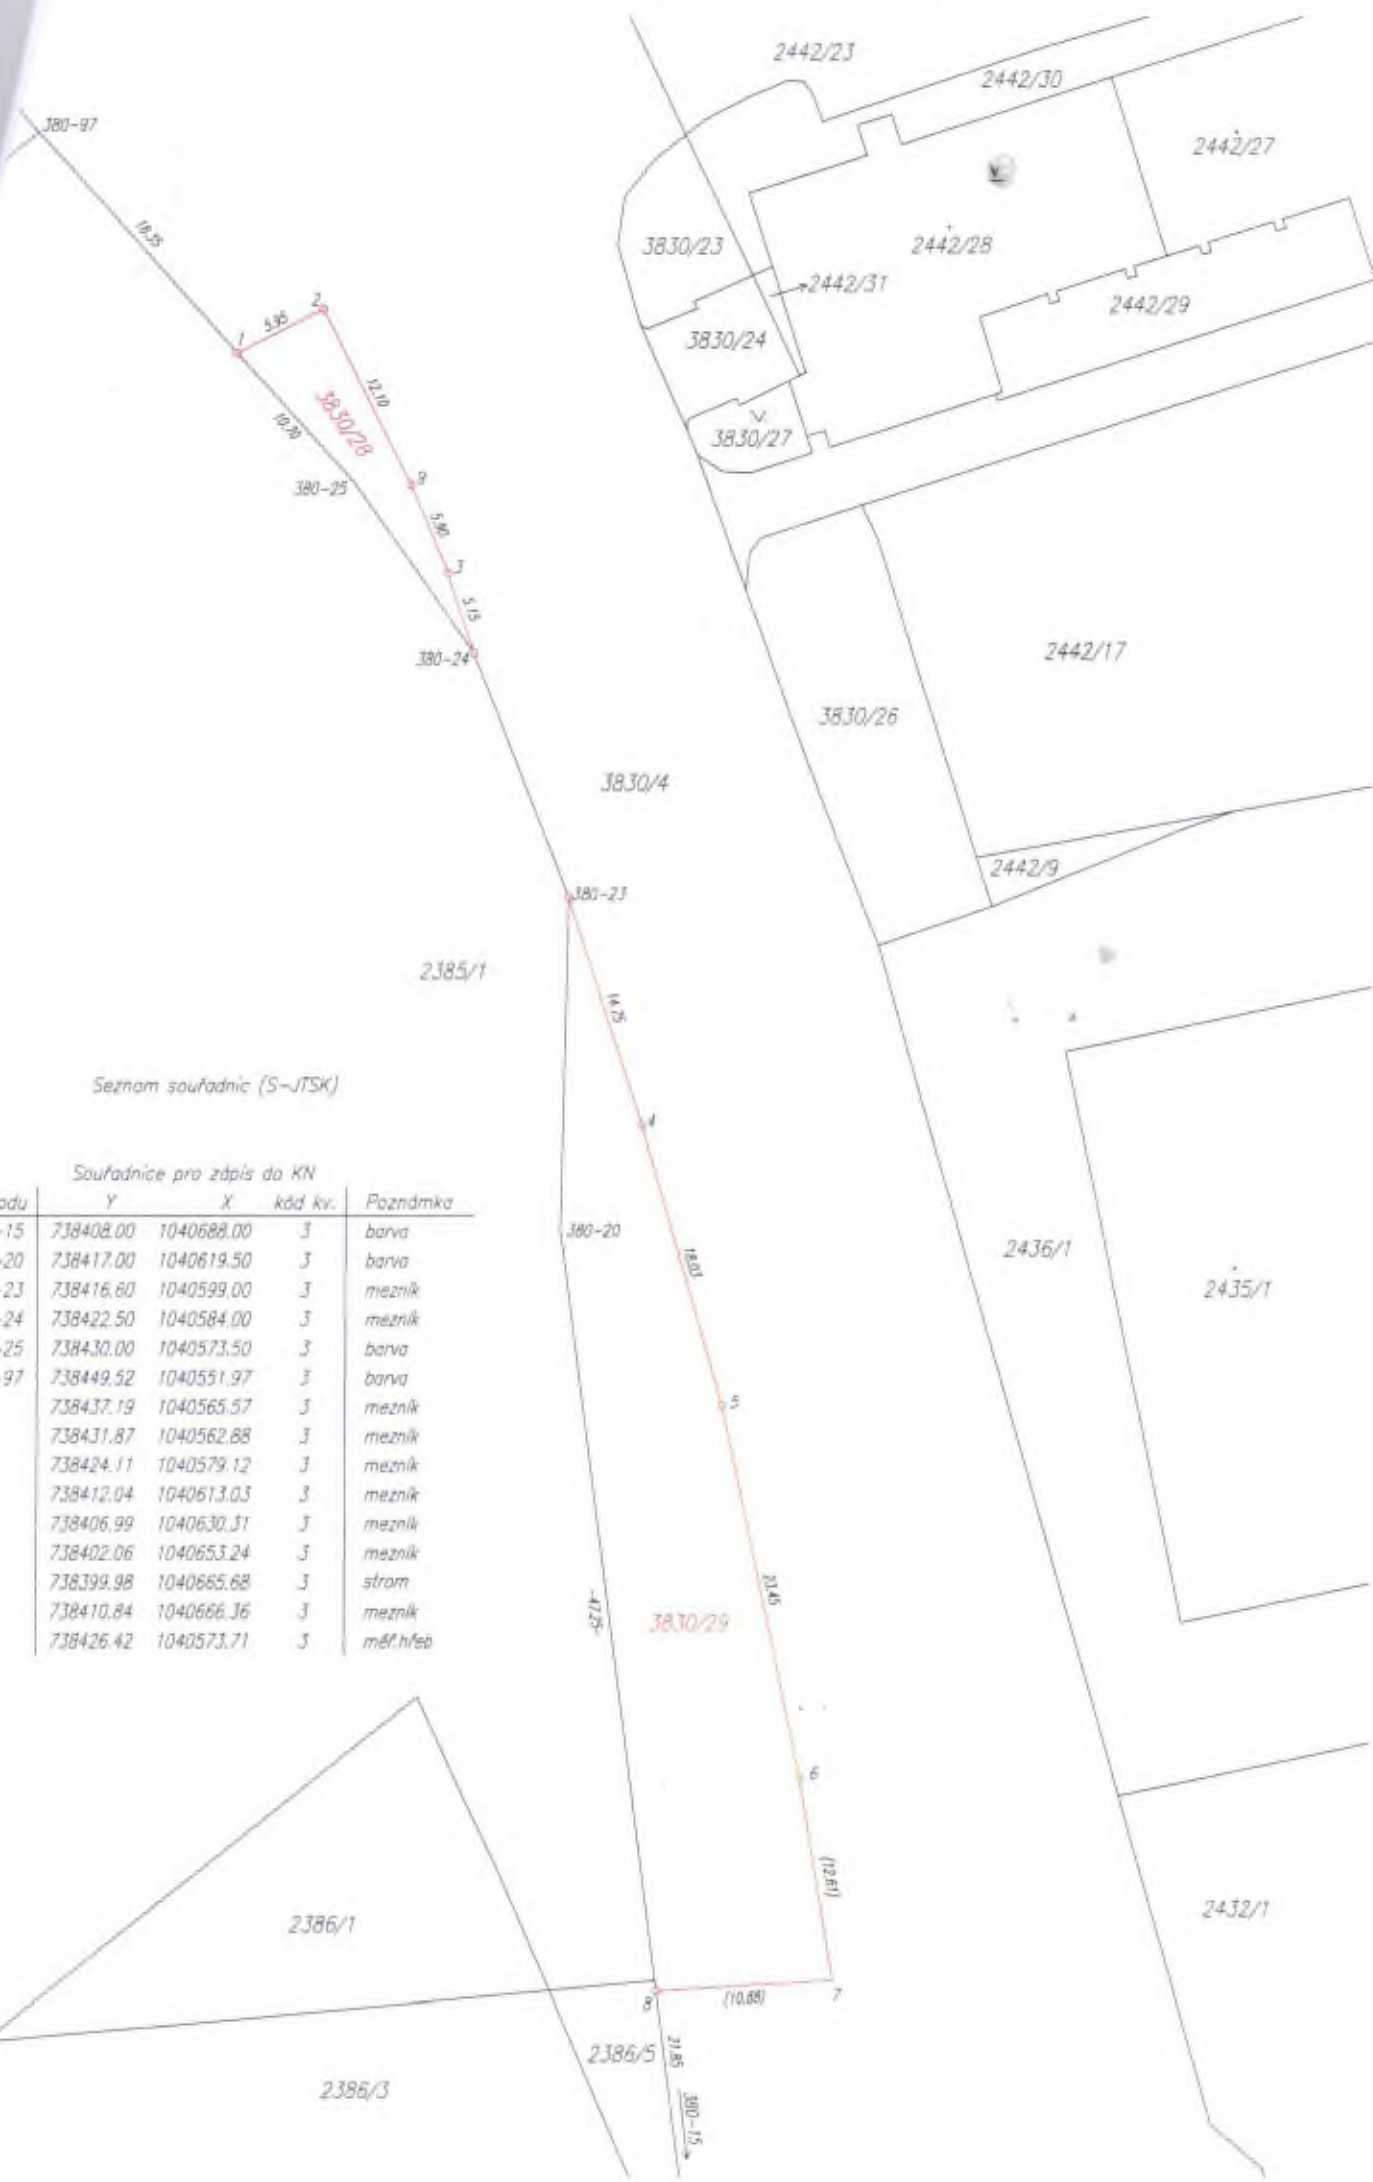 2442/23
2442/30
380-97
2442/27
18.35
3830/23
2442/28
2442/31
2
2442/29
5.95
3830/24
1
12.10
3830/28
10.70
3830/27
9
380-25
5.90
3
5.15
2442/17
380-24
3830/26
3830/4
2442/9
380-23
2385/1
14.75
Seznam souřadnic (S-JTSK)
4
Souřadnice pro zápis do KN
odu Y X kód kv. Poznámka
-15 738408.00 1040688.00 3 barva
-20 738417.00 1040619.50 3 barva
-23 738416.60 1040599.00 3 mezník
-24 738422.50 1040584.00 3 mezník
-25 738430.00 1040573.50 3 barva
-97 738449.52 1040551.97 3 barva
738437.19 1040565.57 3 mezník
738431.87 1040562.88 3 mezník
738424.11 1040579.12 3 mezník
738412.04 1040613.03 3 mezník
738406.99 1040630.31 3 mezník
738402.06 1040653.24 3 mezník
738399.98 1040665.68 3 strom
738410.84 1040666.36 3 mezník
738426.42 1040573.71 3 měř.hřeb
380-20
2436/1
18.03
2435/1
5
23.45
-47.25-
3830/29
6
(12.61)
2432/1
2386/1
8
(10.88)
7
2386/5
21.85
2386/3
380-15